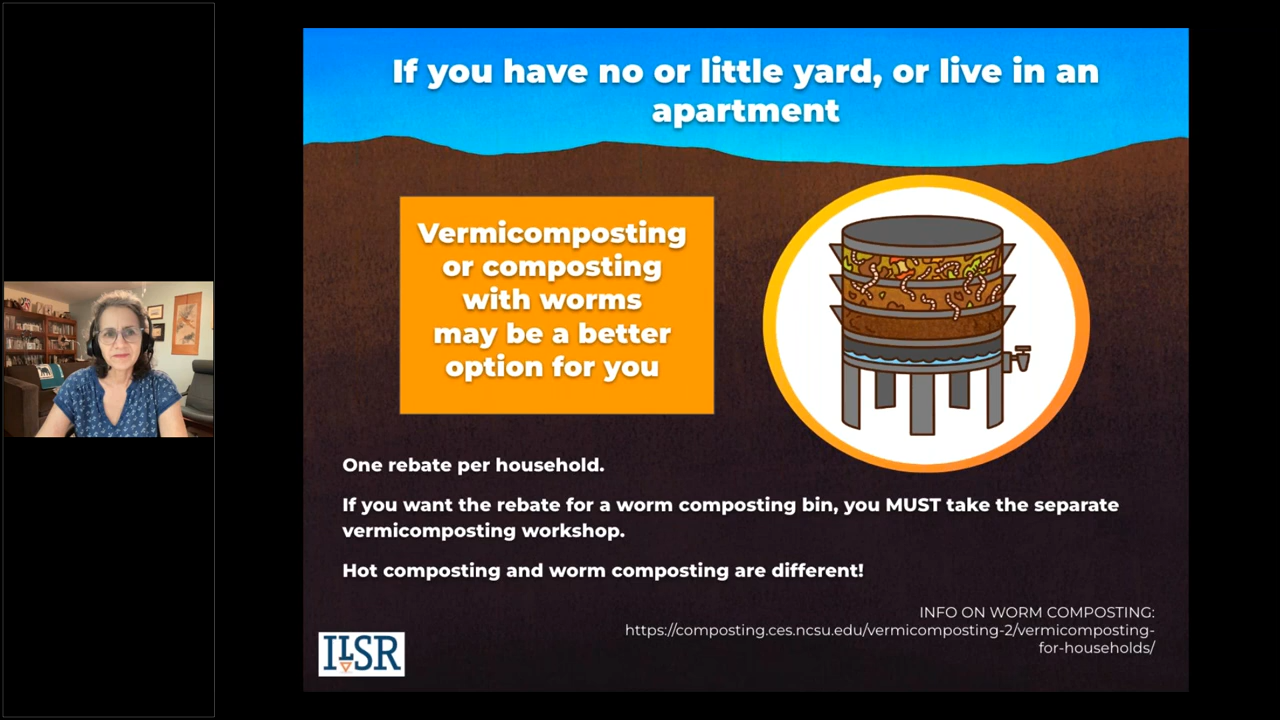 If you have no or little yard, or live in an
apartment
Vermicomposting
or composting
with worms
may be a better
option for you
One rebate per household.
If you want the rebate for a worm composting bin, you MUST take the separate
vermicomposting workshop.
Hot composting and worm composting are different!
INFO ON WORM COMPOSTING:
https://composting.ces.ncsu.edu/vermicomposting-2/vermicomposting-
for-households/
ILSR